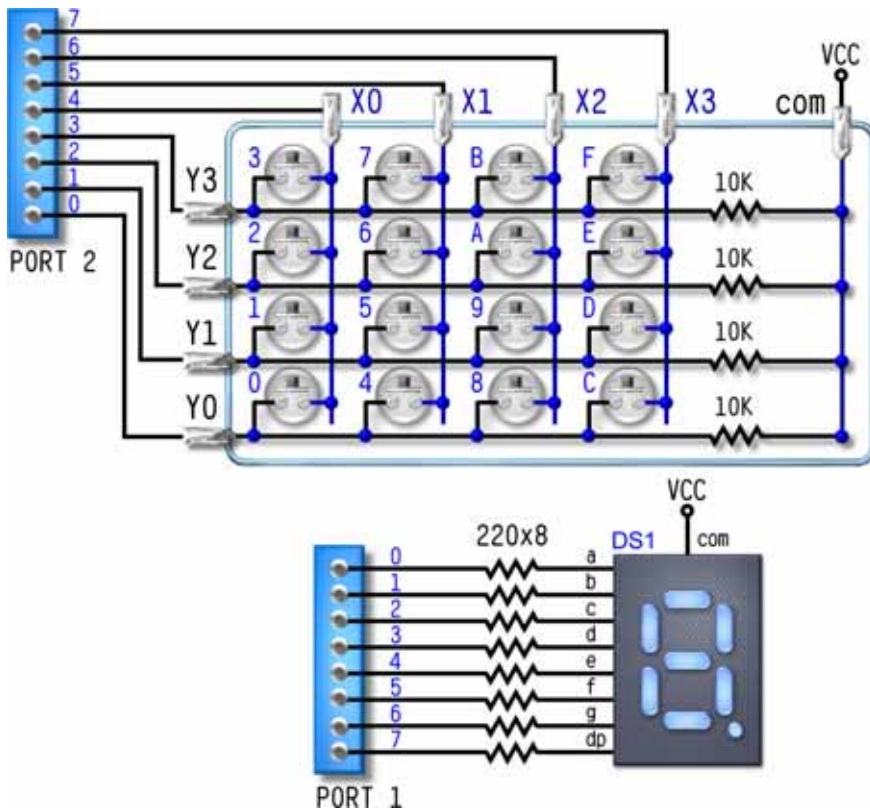 7
6
5
4
3
2
1
0
PORT 2
X0 X1 X2 X3 com VCC
Y3 3 7 B F 10K
Y2 2 6 A E 10K
Y1 1 5 9 D 10K
Y0 0 4 8 C 10K
VCC
220x8 DS1 com
0 a
1 b
2 c
3 d
4 e
5 f
6 g
7 dp
PORT 1